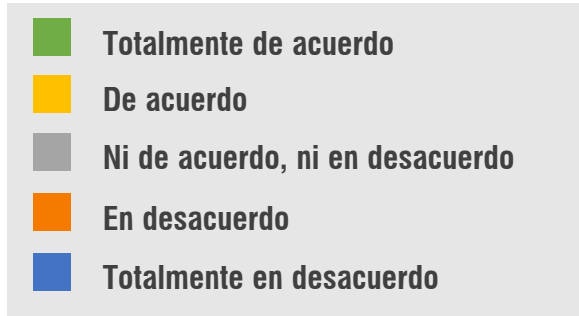 Totalmente de acuerdo
De acuerdo
Ni de acuerdo, ni en desacuerdo
En desacuerdo
Totalmente en desacuerdo